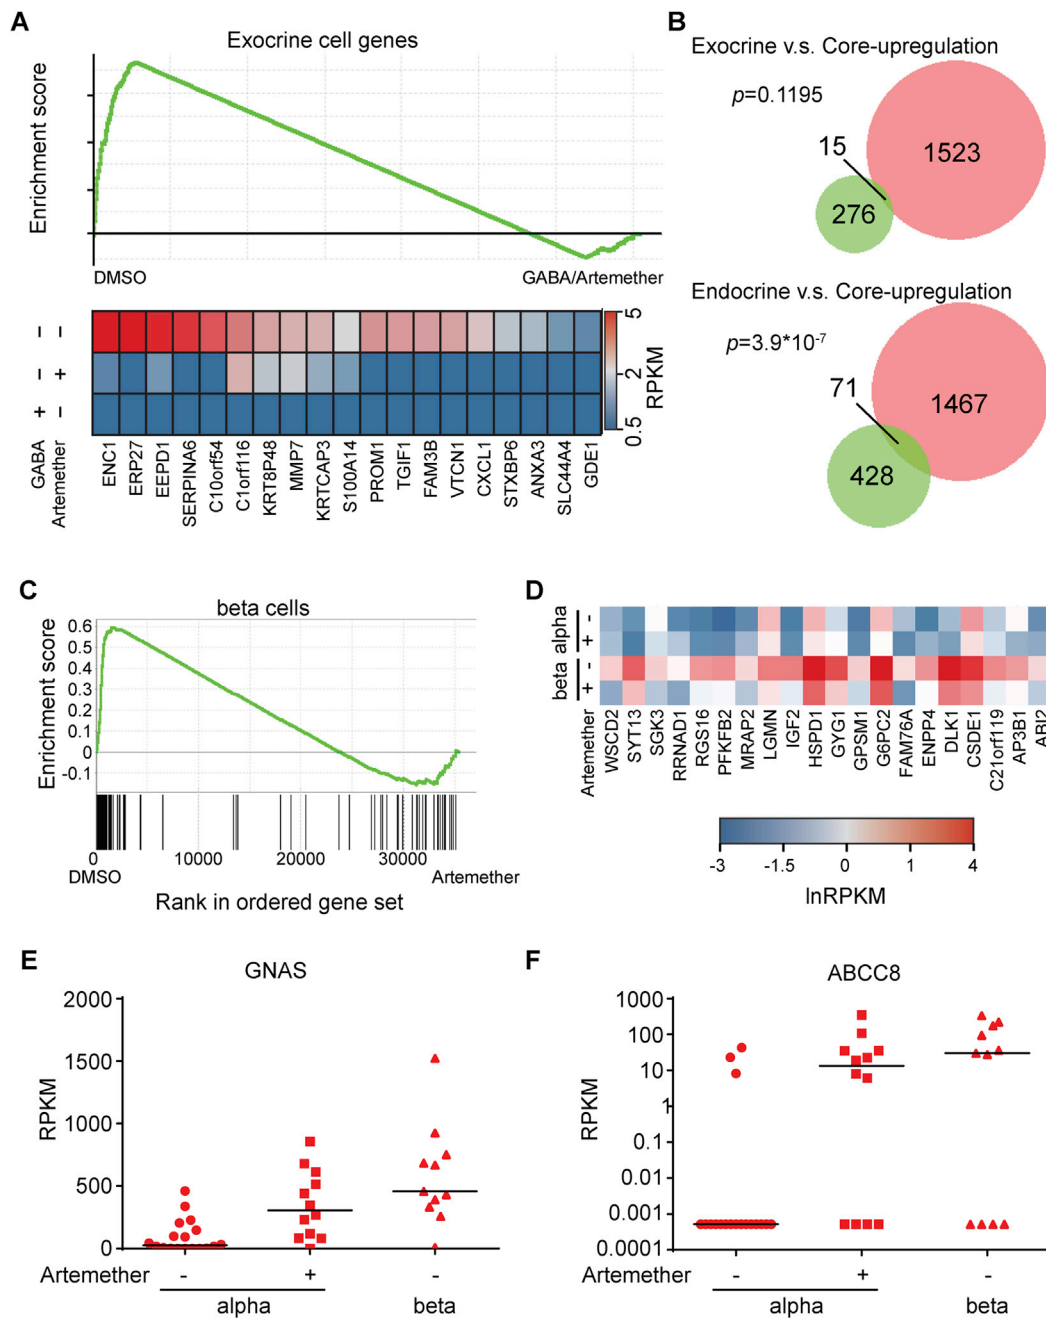 A
Exocrine cell genes
Enrichment score
DMSO
GABA/Artemether
− −
− +
+ −
GABA
Artemether
ENC1
ERP27
EEPD1
SERPINA6
C10orf54
C1orf116
KRT8P48
MMP7
KRTCAP3
S100A14
PROM1
TGIF1
FAM3B
VTCN1
CXCL1
STXBP6
ANXA3
SLC44A4
GDE1
5
2
0.5
RPKM
B
Exocrine v.s. Core-upregulation
p=0.1195
15
1523
276
Endocrine v.s. Core-upregulation
p=3.9*10-7
71
1467
428
C
beta cells
Enrichment score
0.6
0.5
0.4
0.3
0.2
0.1
0
-0.1
0 10000 20000 30000
DMSO
Artemether
Rank in ordered gene set
D
alpha
-
+
beta
-
+
Artemether
WSCD2
SYT13
SGK3
RRNAD1
RGS16
PFKFB2
MRAP2
LGMN
IGF2
HSPD1
GYG1
GPSM1
G6PC2
FAM76A
ENPP4
DLK1
CSDE1
C21orf119
AP3B1
ABI2
-3 -1.5 0 1 4
lnRPKM
E
GNAS
RPKM
2000
1500
1000
500
0
Artemether - + -
alpha beta
F
ABCC8
RPKM
1000
100
10
1
0.1
0.01
0.001
0.0001
Artemether - + -
alpha beta